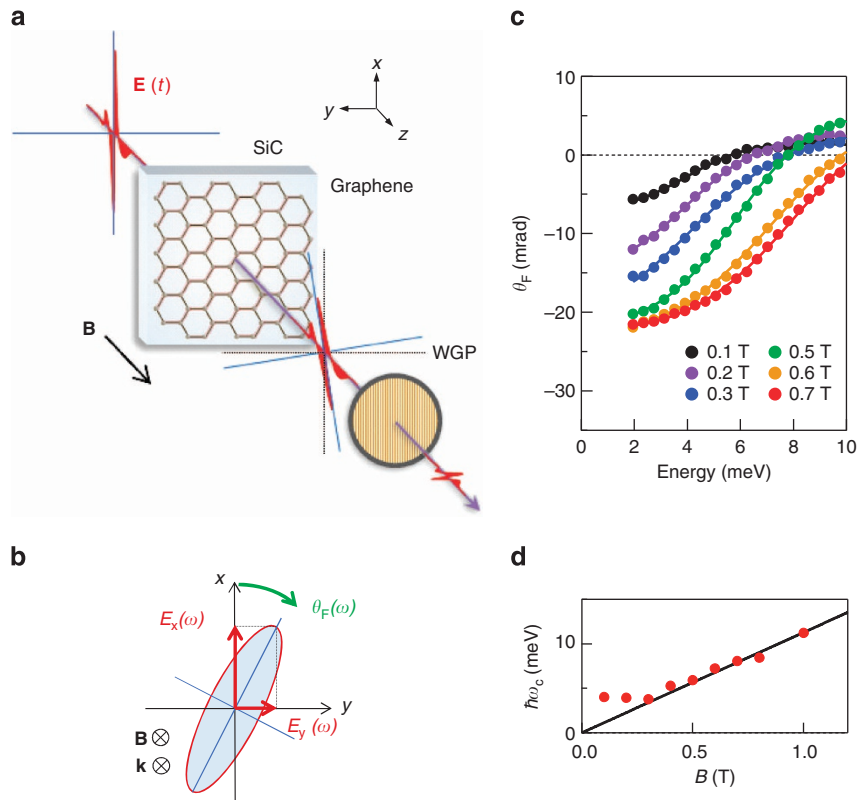 a
E (t)
x
y
z
SiC
Graphene
B
WGP
b
x
θF(ω)
Ex(ω)
y
Ey (ω)
B ⊗
k ⊗
c
10
0
−10
−20
−30
θF (mrad)
0.1 T
0.5 T
0.2 T
0.6 T
0.3 T
0.7 T
0 2 4 6 8 10
Energy (meV)
d
10
0
ħωc (meV)
0.0 0.5 1.0
B (T)